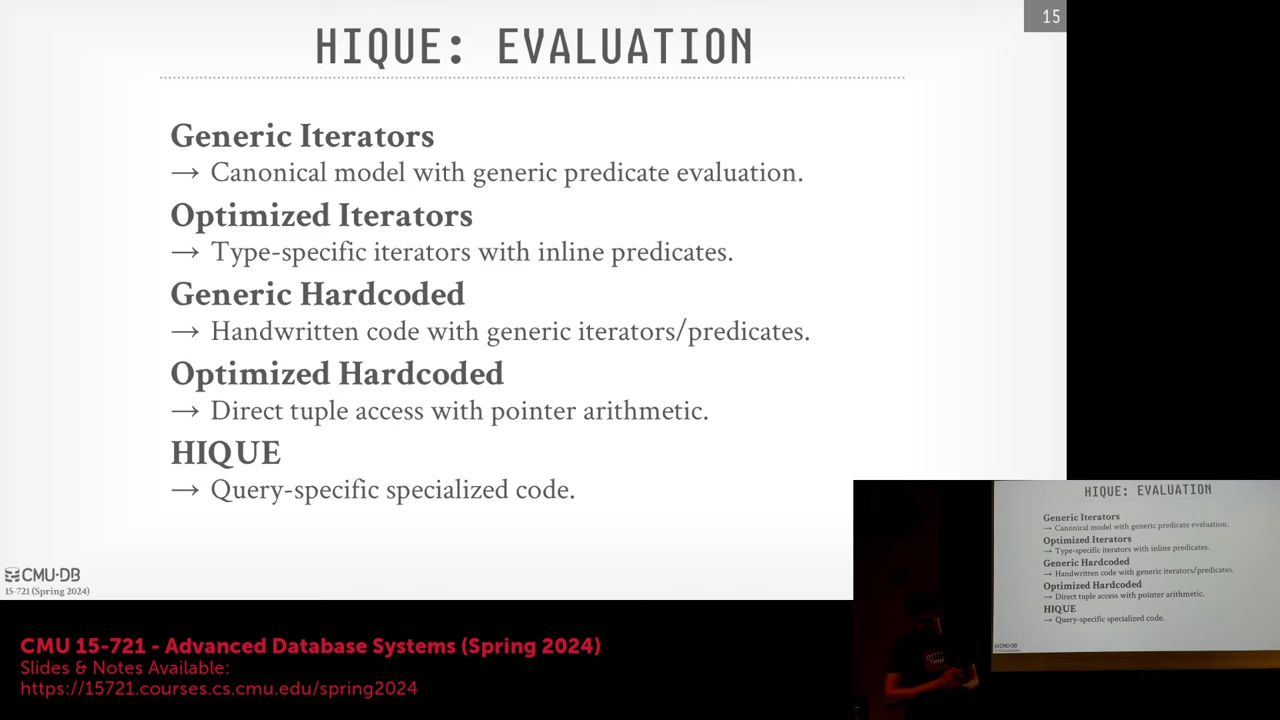 15
HIQUE: EVALUATION
Generic Iterators
→ Canonical model with generic predicate evaluation.
Optimized Iterators
→ Type-specific iterators with inline predicates.
Generic Hardcoded
→ Handwritten code with generic iterators/predicates.
Optimized Hardcoded
→ Direct tuple access with pointer arithmetic.
HIQUE
→ Query-specific specialized code.
CMU·DB
15-721 (Spring 2024)
HIQUE: EVALUATION
Generic Iterators
→ Canonical model with generic predicate evaluation.
Optimized Iterators
→ Type-specific iterators with inline predicates.
Generic Hardcoded
→ Handwritten code with generic iterators/predicates.
Optimized Hardcoded
→ Direct tuple access with pointer arithmetic.
HIQUE
→ Query-specific specialized code.
CMU·DB
CMU 15-721 - Advanced Database Systems (Spring 2024)
Slides & Notes Available:
https://15721.courses.cs.cmu.edu/spring2024